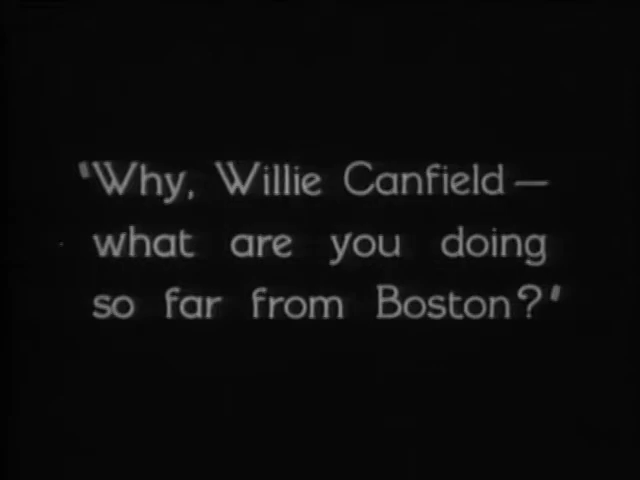 "Why, Willie Canfield—
what are you doing
so far from Boston?"